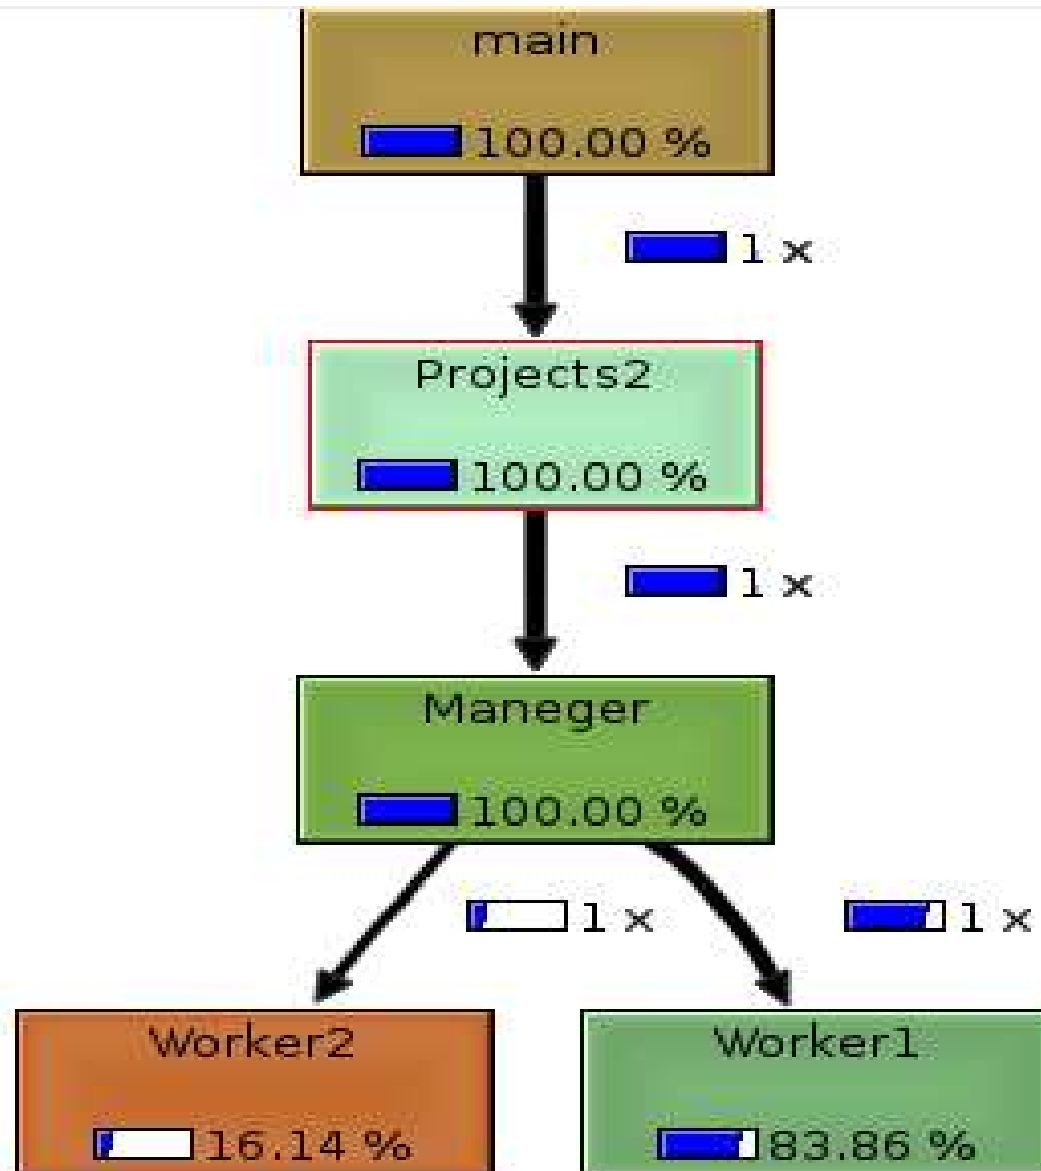 main
100.00 %
1 x
Projects2
100.00 %
1 x
Maneger
100.00 %
1 x
1 x
Worker2
16.14 %
Worker1
83.86 %